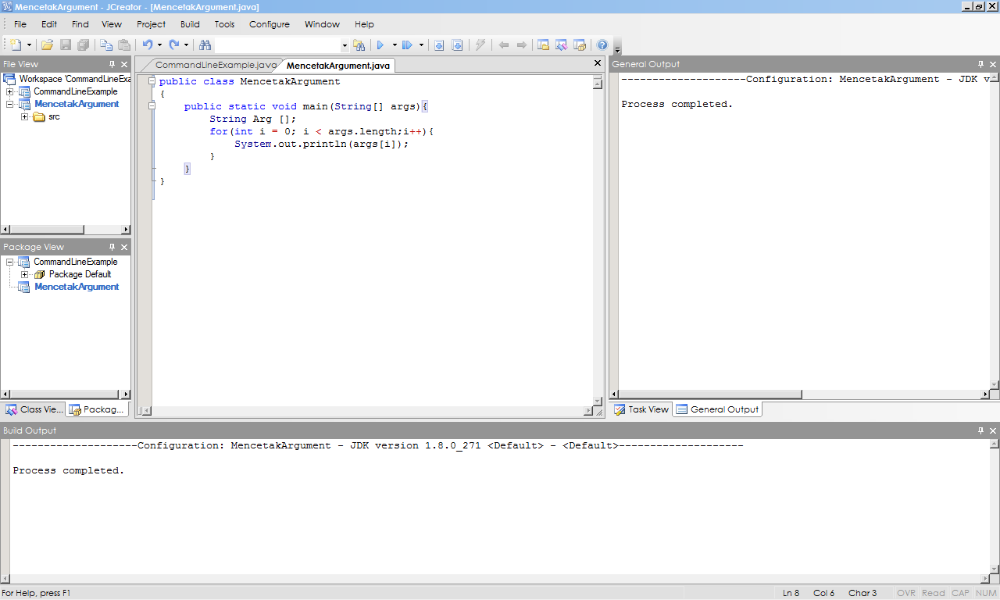 MencetakArgument - JCreator - [MencetakArgument.java]
File Edit Find View Project Build Tools Configure Window Help
File View
Workspace 'CommandLineExa
CommandLineExample
MencetakArgument
src
Package View
CommandLineExample
Package Default
MencetakArgument
Class Vie... Packag...
CommandLineExample.java MencetakArgument.java
public class MencetakArgument
{
public static void main(String[] args){
String Arg [];
for(int i = 0; i < args.length;i++){
System.out.println(args[i]);
}
}
}
General Output
--------------------Configuration: MencetakArgument - JDK v
Process completed.
Task View General Output
Build Output
--------------------Configuration: MencetakArgument - JDK version 1.8.0_271 <Default> - <Default>--------------------
Process completed.
For Help, press F1 Ln 8 Col 6 Char 3 OVR Read CAP NUM